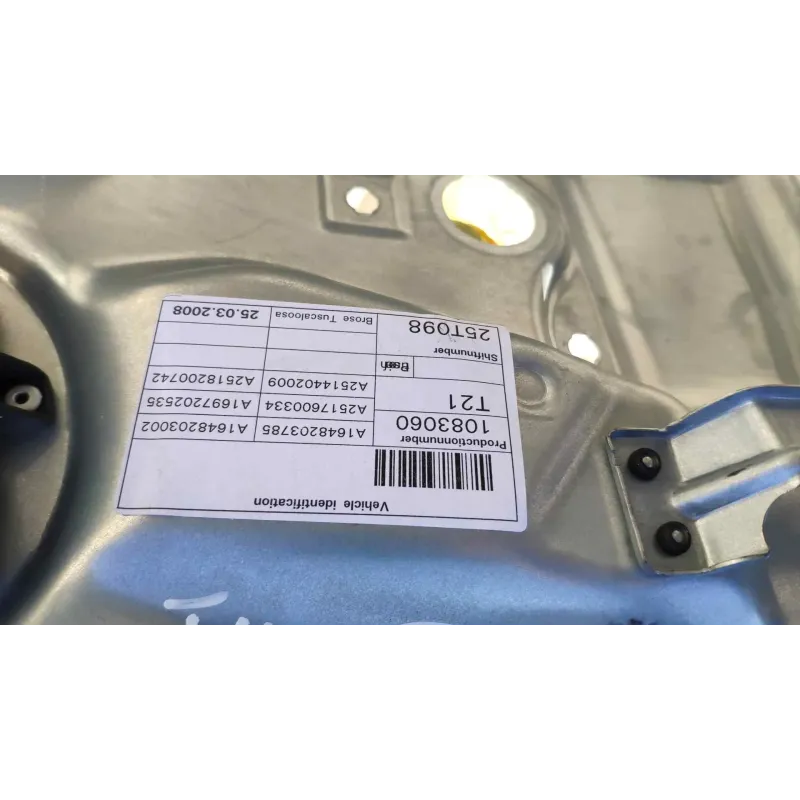 Vehicle identification
Productionnumber
1083060
T21
Shiftnumber
25T098
A1648203785 A1648203002
A2517600334 A1697202535
A2514402009 A2518200742
Brose Tuscaloosa 25.03.2008